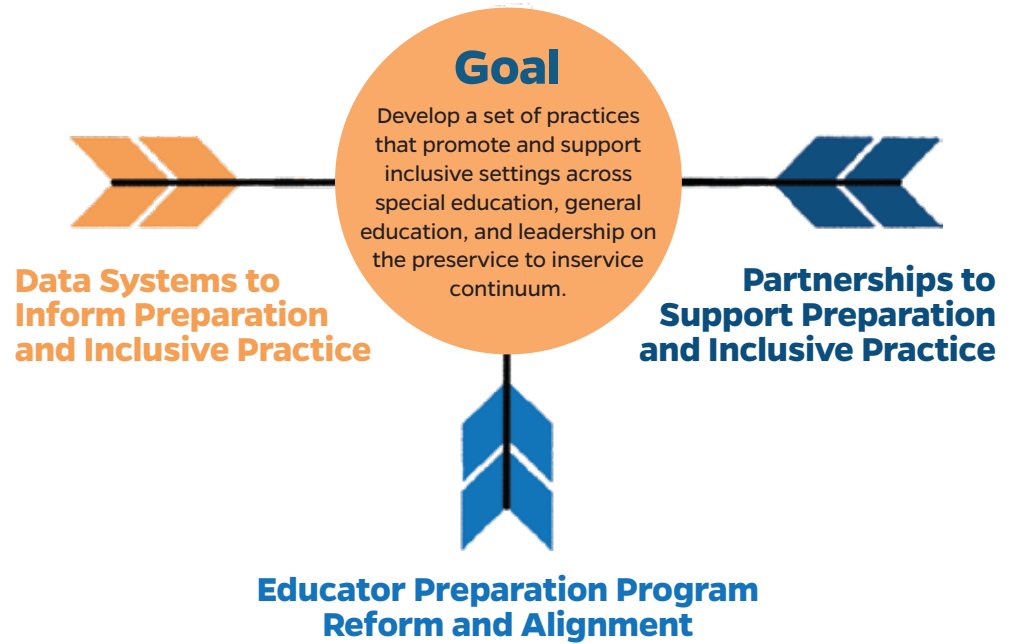 Goal
Develop a set of practices
that promote and support
inclusive settings across
special education, general
education, and leadership on
the preservice to inservice
continuum.
Data Systems to
Inform Preparation
and Inclusive Practice
Partnerships to
Support Preparation
and Inclusive Practice
Educator Preparation Program
Reform and Alignment